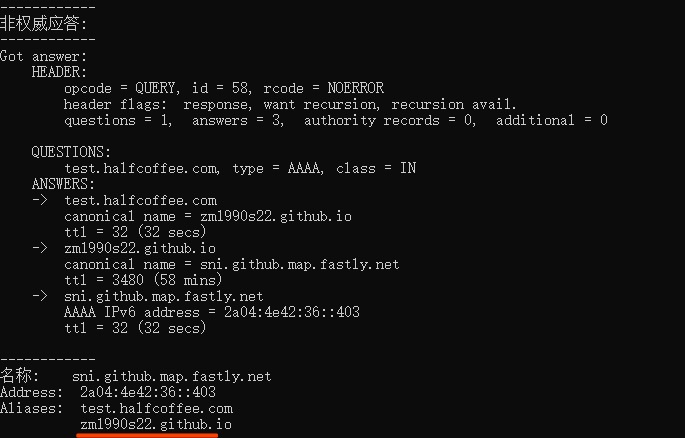 ------------
非权威应答:
------------
Got answer:
    HEADER:
        opcode = QUERY, id = 58, rcode = NOERROR
        header flags:  response, want recursion, recursion avail.
        questions = 1,  answers = 3,  authority records = 0,  additional = 0

    QUESTIONS:
        test.halfcoffee.com, type = AAAA, class = IN
    ANSWERS:
    ->  test.halfcoffee.com
        canonical name = zm1990s22.github.io
        ttl = 32 (32 secs)
    ->  zm1990s22.github.io
        canonical name = sni.github.map.fastly.net
        ttl = 3480 (58 mins)
    ->  sni.github.map.fastly.net
        AAAA IPv6 address = 2a04:4e42:36::403
        ttl = 32 (32 secs)

------------
名称:    sni.github.map.fastly.net
Address:  2a04:4e42:36::403
Aliases:  test.halfcoffee.com
          zm1990s22.github.io